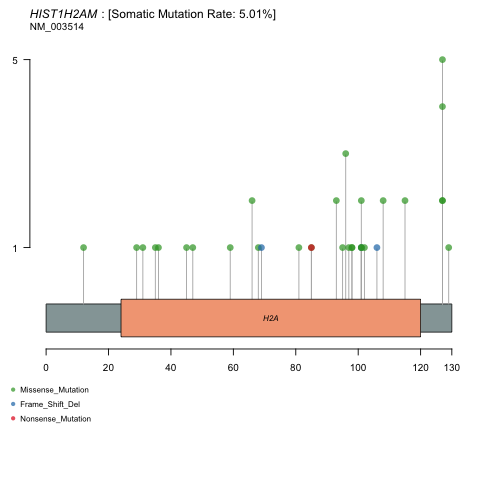 HIST1H2AM : [Somatic Mutation Rate: 5.01%]
NM_003514
5
1
H2A
0 20 40 60 80 100 120 130
Missense_Mutation
Frame_Shift_Del
Nonsense_Mutation